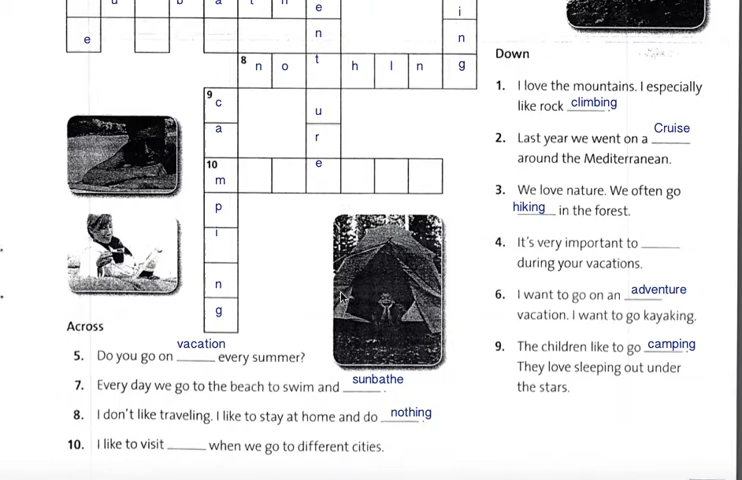 u b a t h e i
e n n
8 n o t h I n g
9 c
a u
r
10 m e
p
i
n
g
Down
1. I love the mountains. I especially
like rock climbing.
2. Last year we went on a Cruise
around the Mediterranean.
3. We love nature. We often go
hiking in the forest.
4. It's very important to ______
during your vacations.
6. I want to go on an adventure
vacation. I want to go kayaking.
9. The children like to go camping.
They love sleeping out under
the stars.
Across
5. Do you go on vacation every summer?
7. Every day we go to the beach to swim and sunbathe.
8. I don't like traveling. I like to stay at home and do nothing.
10. I like to visit ______ when we go to different cities.